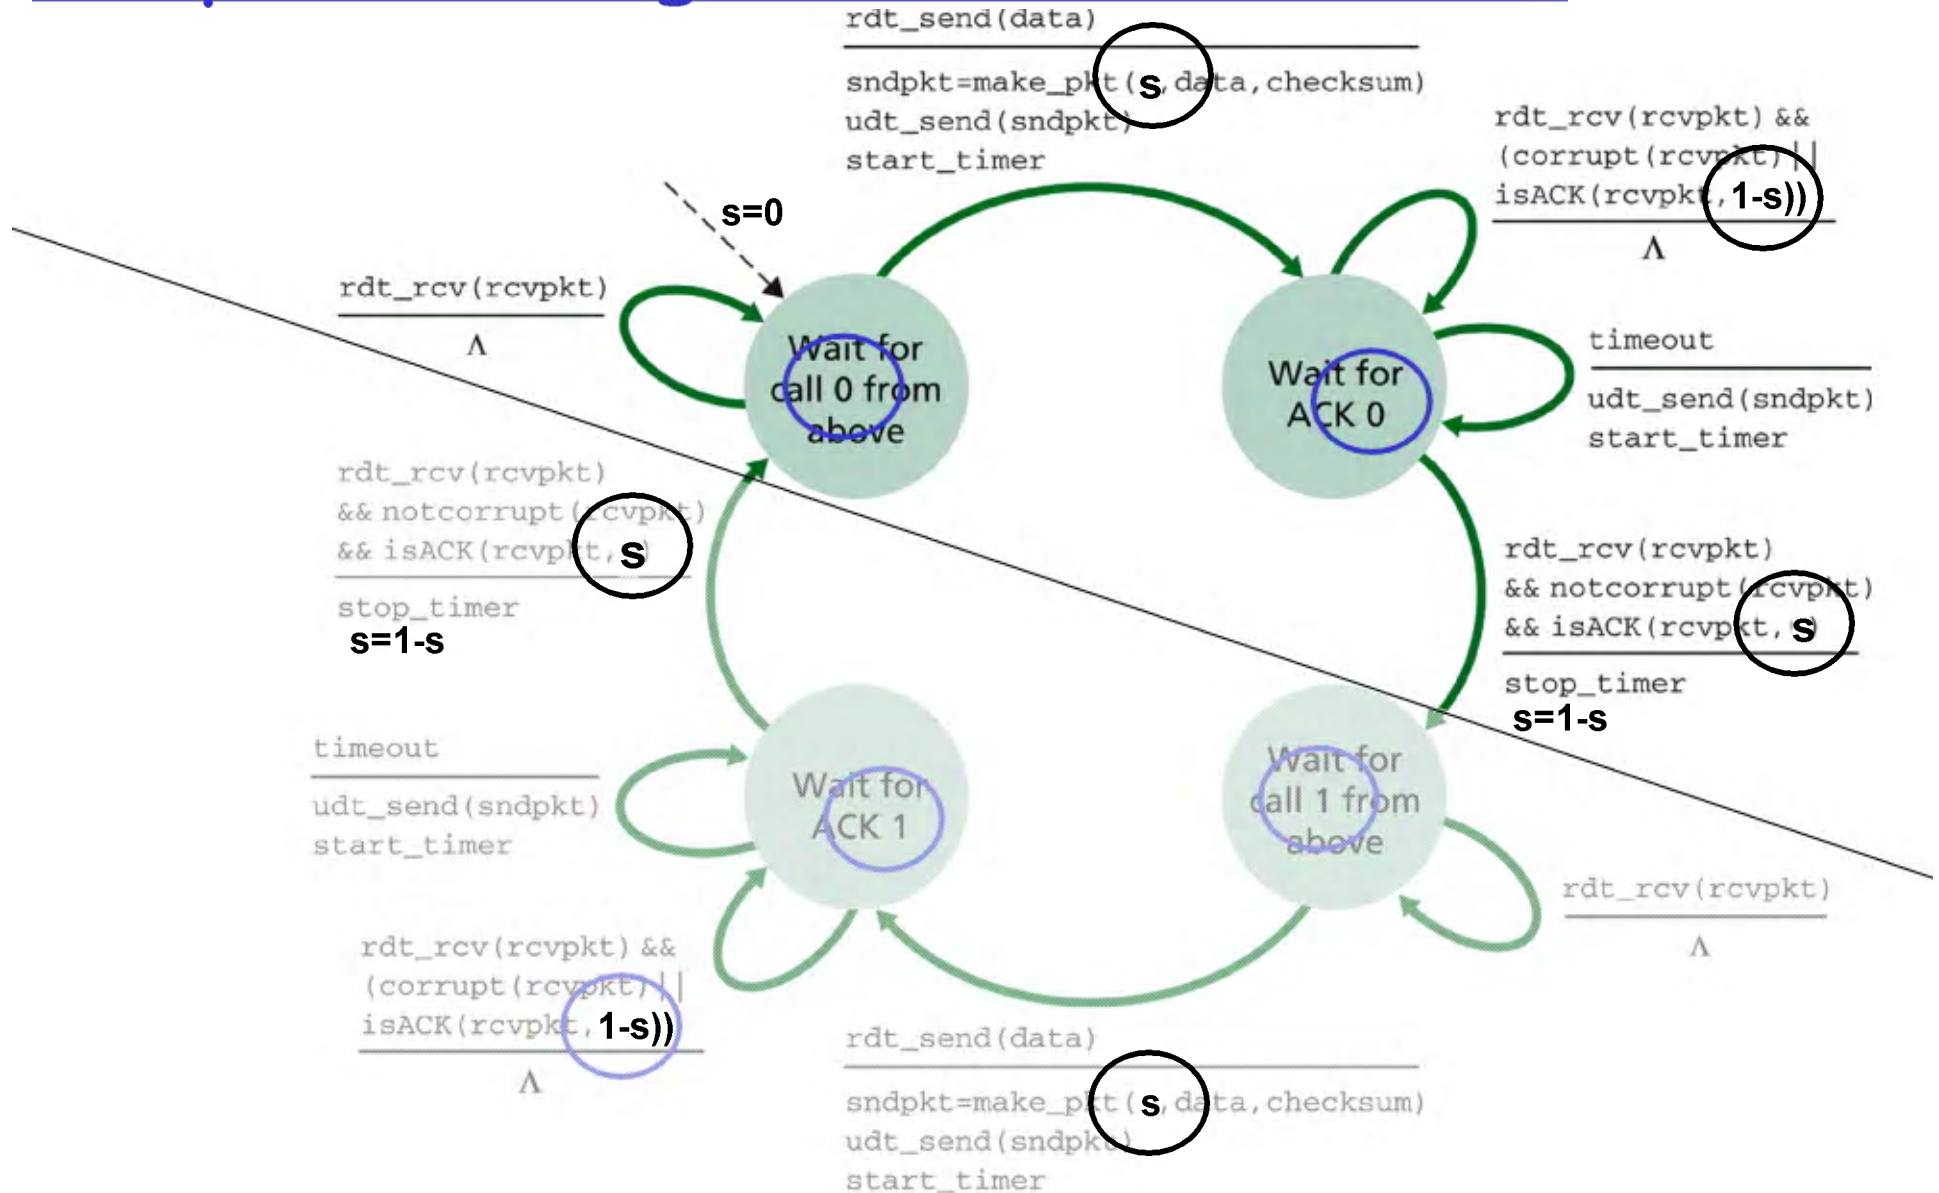 rdt_send(data)
sndpkt=make_pkt(s,data,checksum)
udt_send(sndpkt)
start_timer
rdt_rcv(rcvpkt) &&
(corrupt(rcvpkt)||
isACK(rcvpkt,1-s))
Λ
s=0
rdt_rcv(rcvpkt)
Λ
Wait for
call 0 from
above
Wait for
ACK 0
timeout
udt_send(sndpkt)
start_timer
rdt_rcv(rcvpkt)
&& notcorrupt(rcvpkt)
&& isACK(rcvpkt,s)
stop_timer
s=1-s
rdt_rcv(rcvpkt)
&& notcorrupt(rcvpkt)
&& isACK(rcvpkt,s)
stop_timer
s=1-s
timeout
udt_send(sndpkt)
start_timer
Wait for
ACK 1
Wait for
call 1 from
above
rdt_rcv(rcvpkt)
Λ
rdt_rcv(rcvpkt) &&
(corrupt(rcvpkt)||
isACK(rcvpkt,1-s))
Λ
rdt_send(data)
sndpkt=make_pkt(s,data,checksum)
udt_send(sndpkt)
start_timer